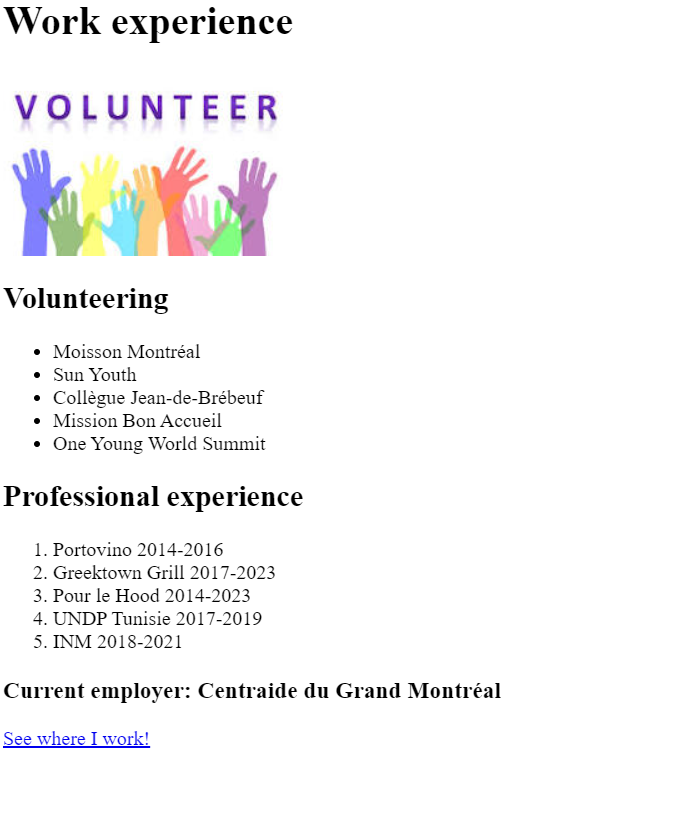 Work experience
VOLUNTEER
Volunteering
• Moisson Montréal
• Sun Youth
• Collègue Jean-de-Brébeuf
• Mission Bon Accueil
• One Young World Summit
Professional experience
1. Portovino 2014-2016
2. Greektown Grill 2017-2023
3. Pour le Hood 2014-2023
4. UNDP Tunisie 2017-2019
5. INM 2018-2021
Current employer: Centraide du Grand Montréal
See where I work!